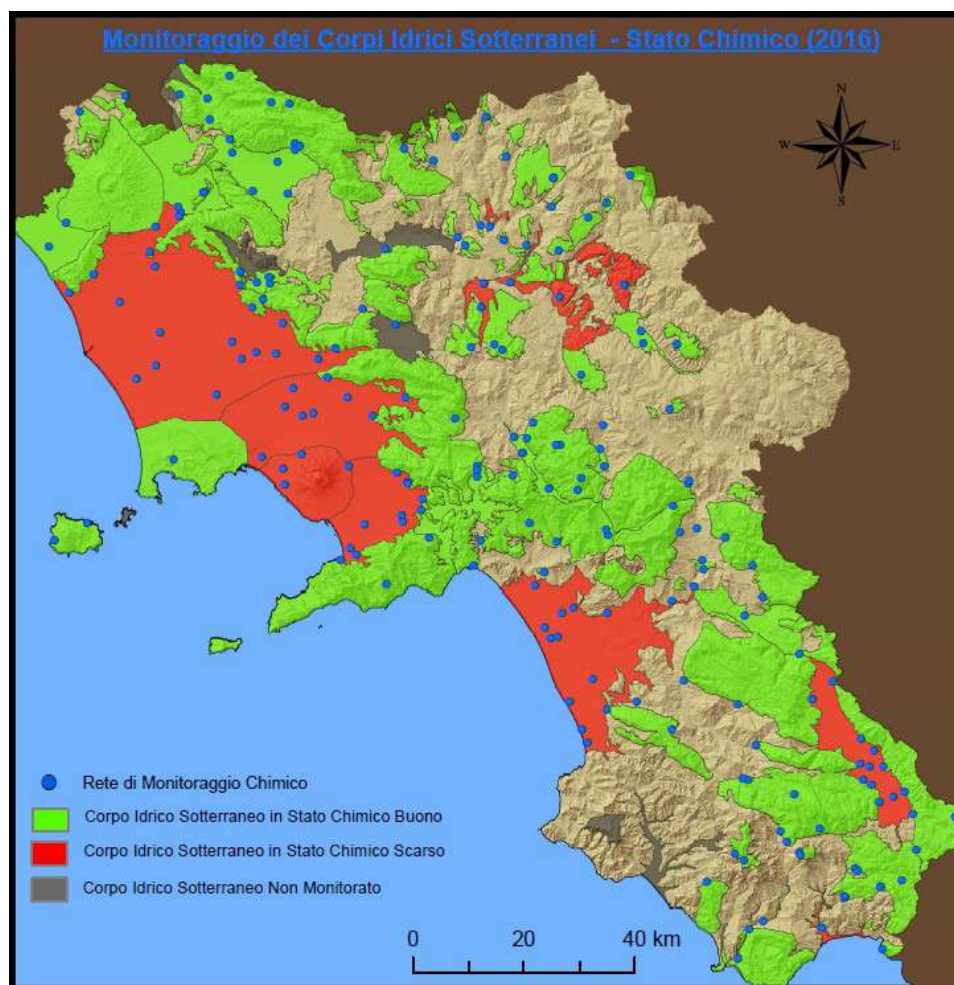 Monitoraggio dei Corpi Idrici Sotterranei - Stato Chimico (2016)
N
W E
S
Rete di Monitoraggio Chimico
Corpo Idrico Sotterraneo in Stato Chimico Buono
Corpo Idrico Sotterraneo in Stato Chimico Scarso
Corpo Idrico Sotterraneo Non Monitorato
0 20 40 km